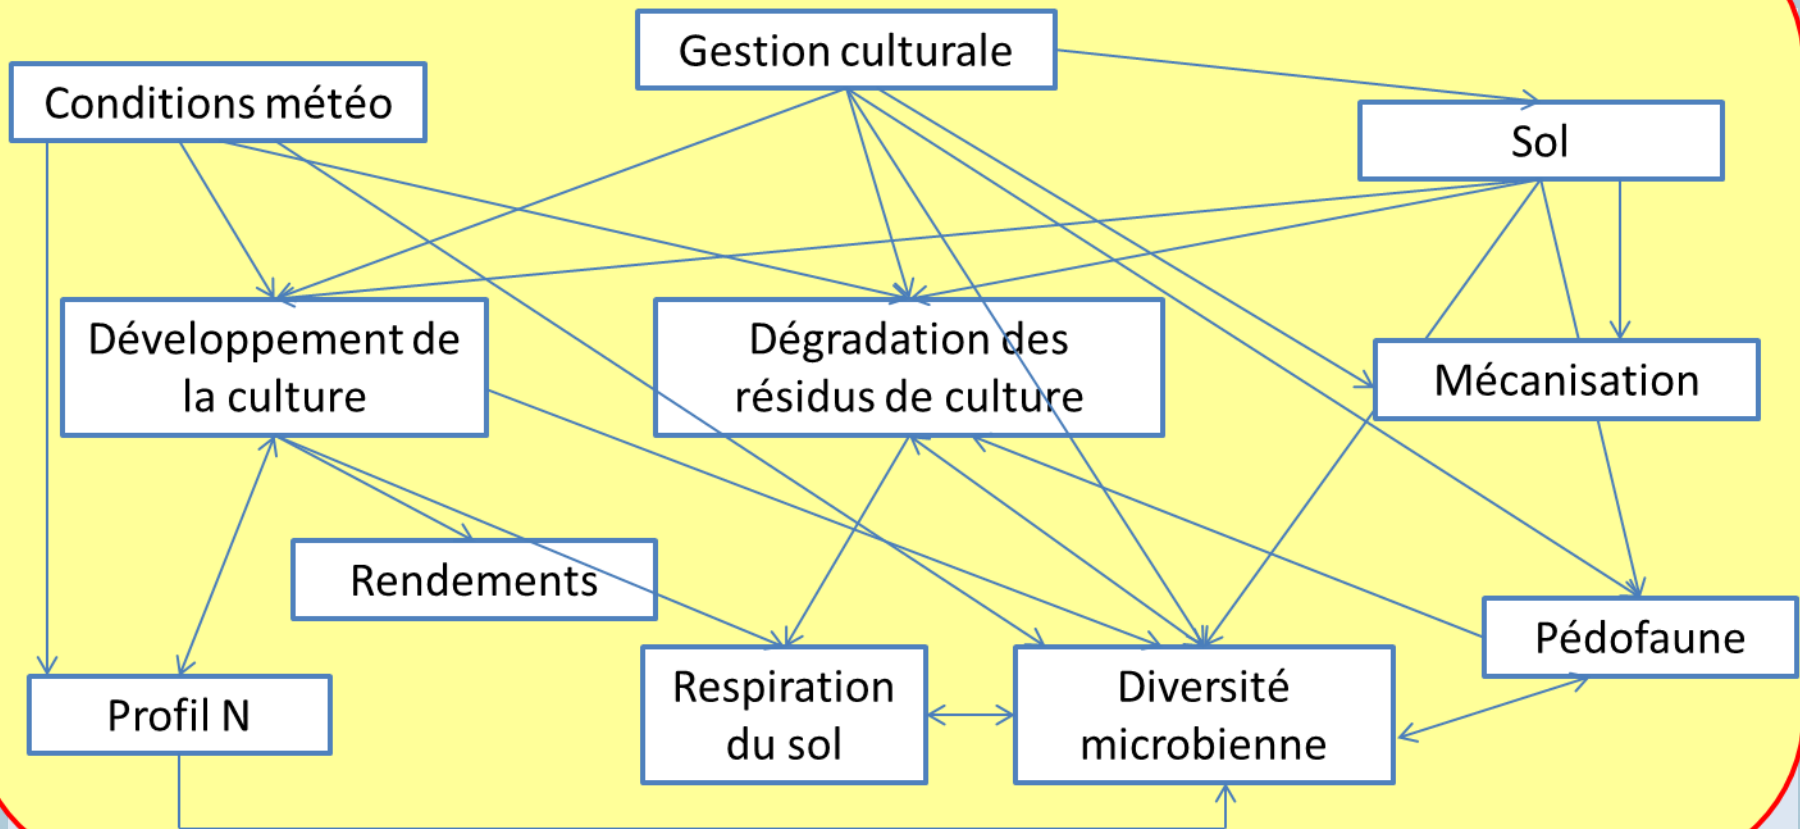 Gestion culturale
Conditions météo
Sol
Développement de
la culture
Dégradation des
résidus de culture
Mécanisation
Rendements
Pédofaune
Profil N
Respiration
du sol
Diversité
microbienne